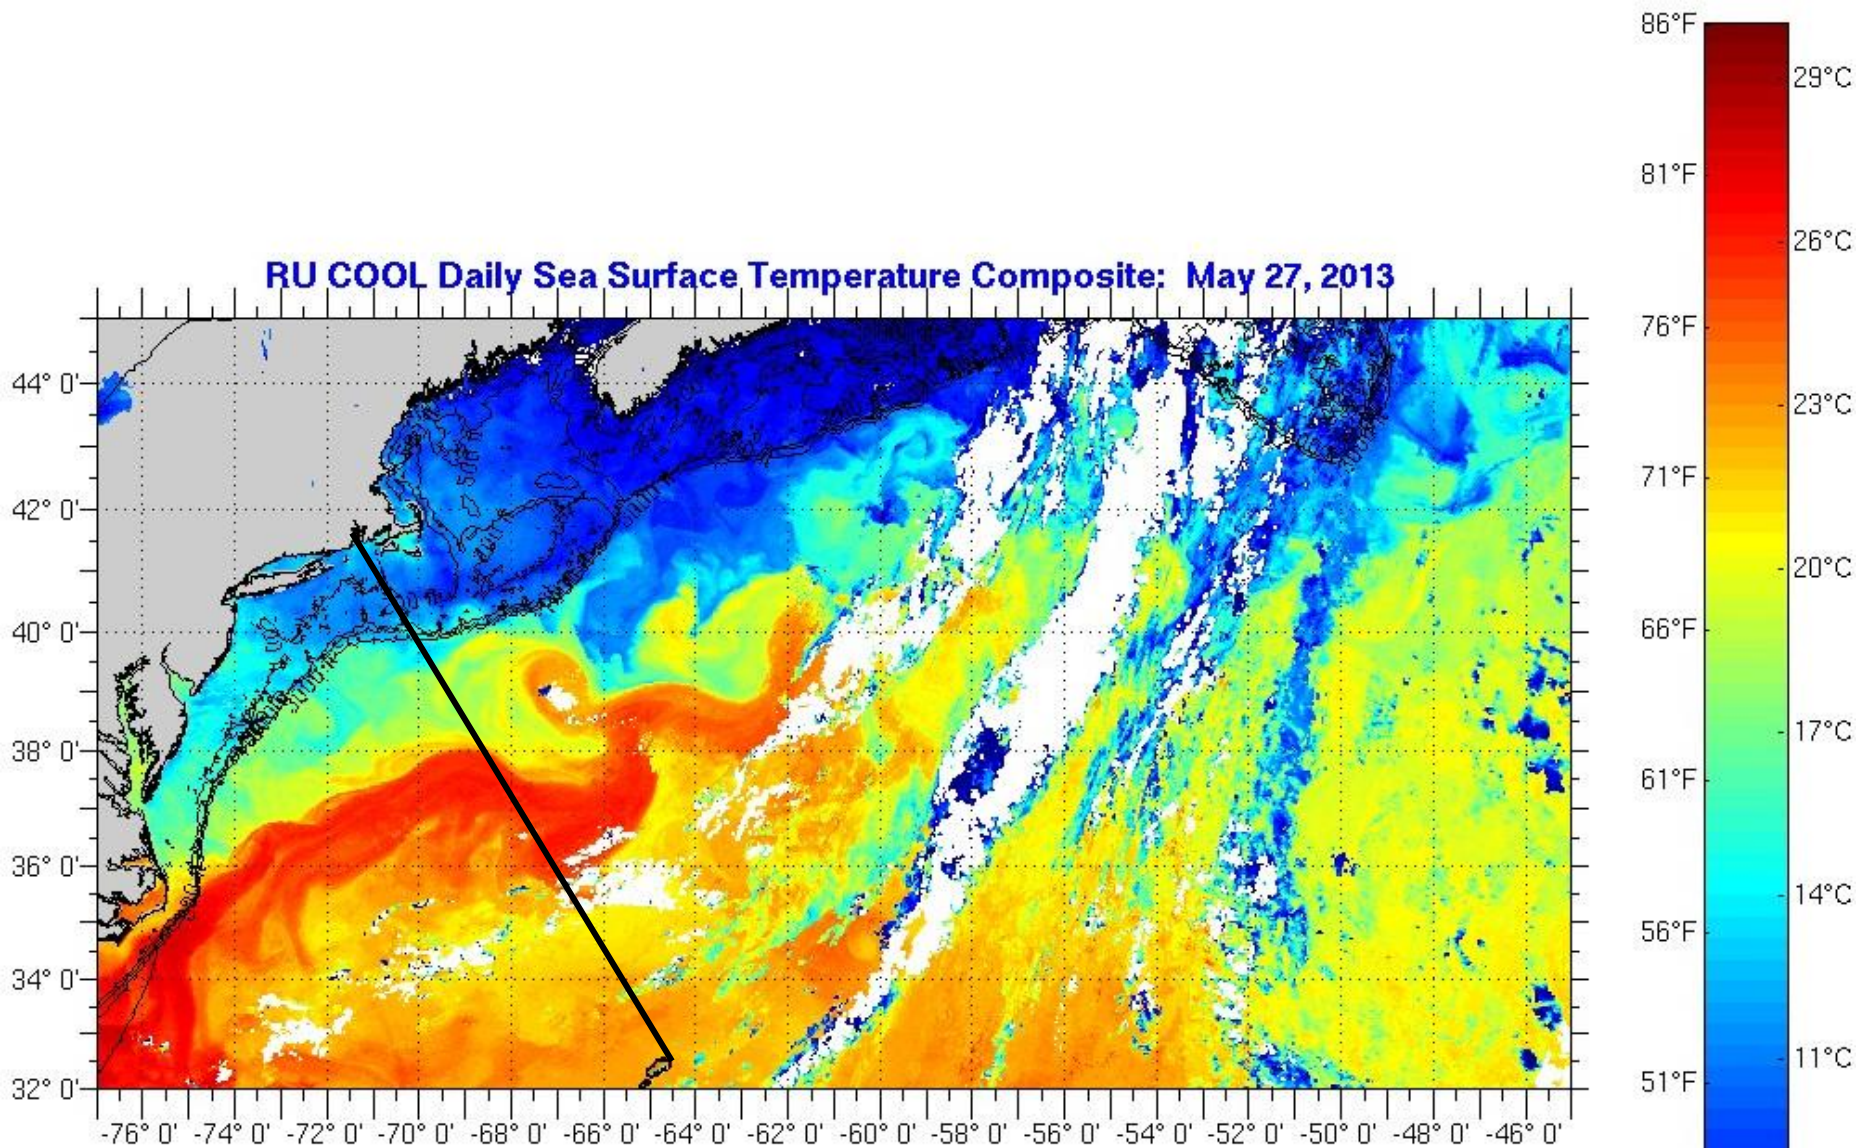 RU COOL Daily Sea Surface Temperature Composite: May 27, 2013
44° 0'
42° 0'
40° 0'
38° 0'
36° 0'
34° 0'
32° 0'
-76° 0' -74° 0' -72° 0' -70° 0' -68° 0' -66° 0' -62° 0' -60° 0' -58° 0' -56° 0' -54° 0' -52° 0' -50° 0' -48° 0' -46° 0'
86°F
81°F
76°F
71°F
66°F
61°F
56°F
51°F
29°C
26°C
23°C
20°C
17°C
14°C
11°C